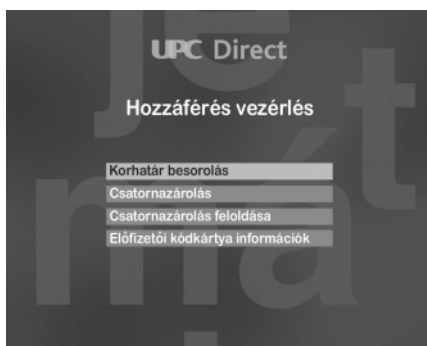 UPC Direct
Hozzáférés vezérlés
Korhatár besorolás
Csatornazárolás
Csatornazárolás feloldása
Előfizetői kódkártya információk